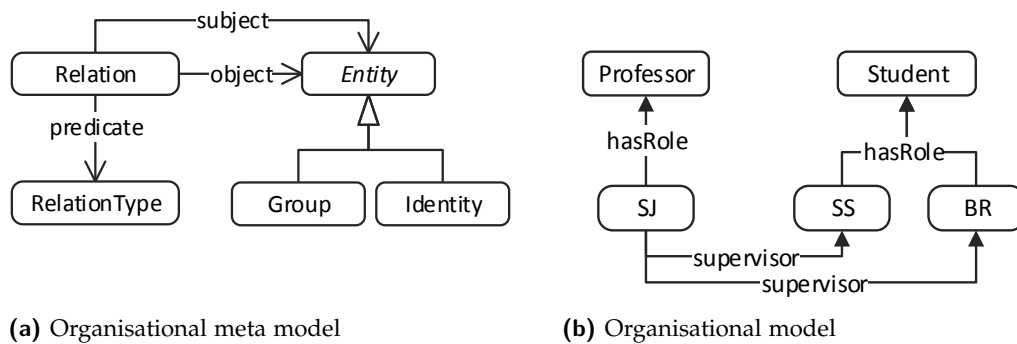 subject
Relation
object
Entity
predicate
RelationType
Group
Identity
(a) Organisational meta model
Professor
Student
hasRole
hasRole
SJ
SS
BR
supervisor
supervisor
(b) Organisational model